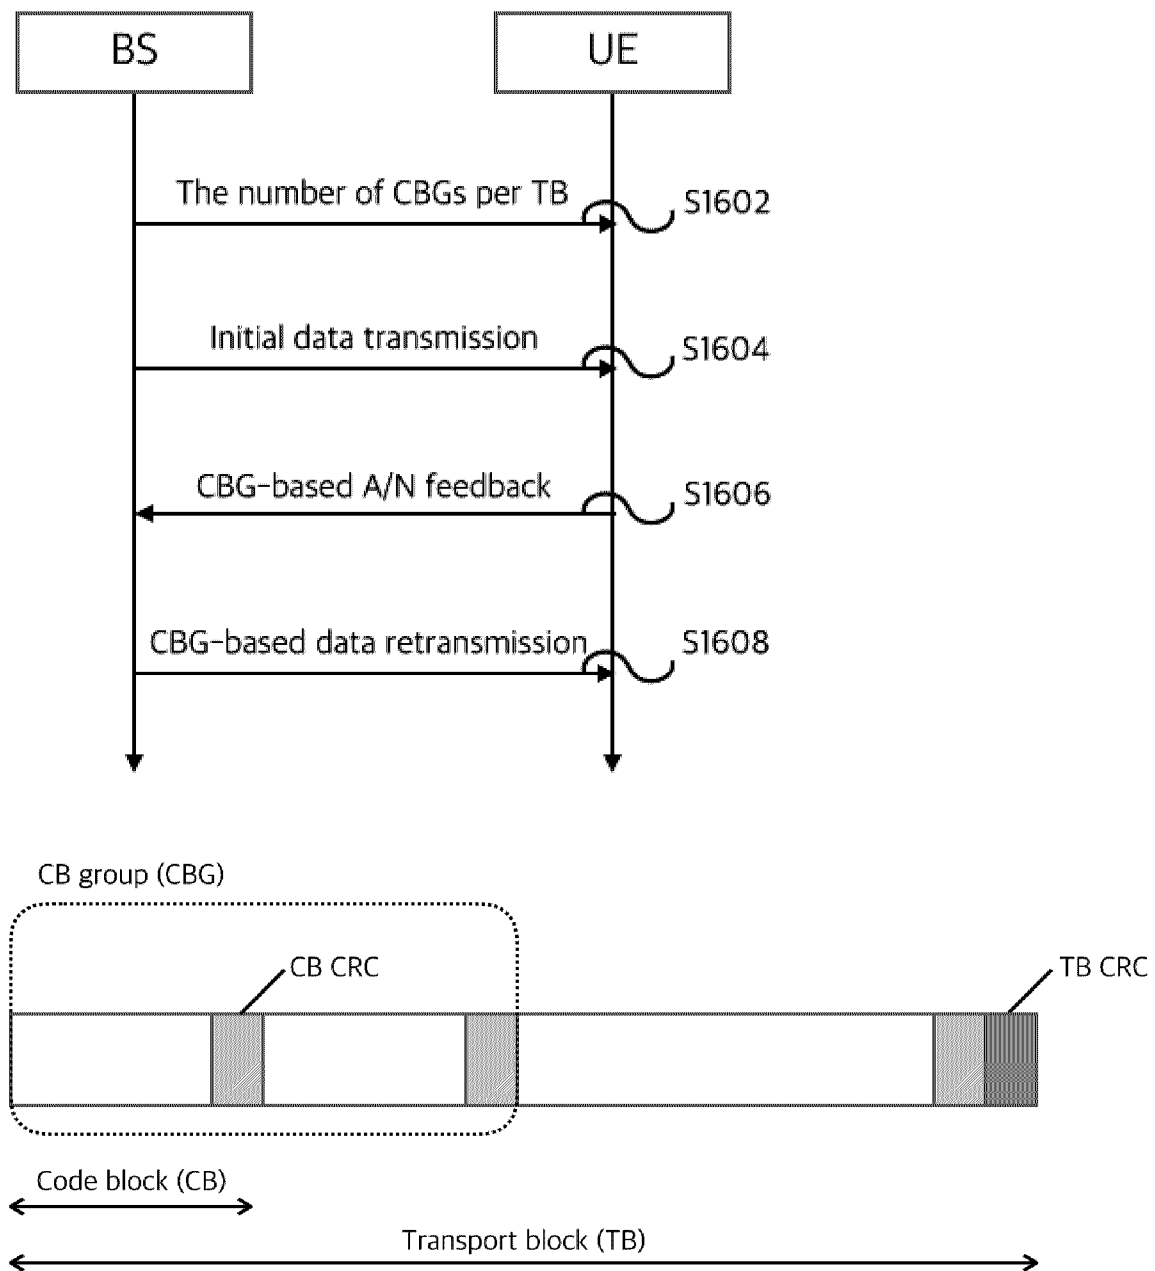 BS
UE
The number of CBGs per TB
S1602
Initial data transmission
S1604
CBG-based A/N feedback
S1606
CBG-based data retransmission
S1608
CB group (CBG)
CB CRC
TB CRC
Code block (CB)
Transport block (TB)